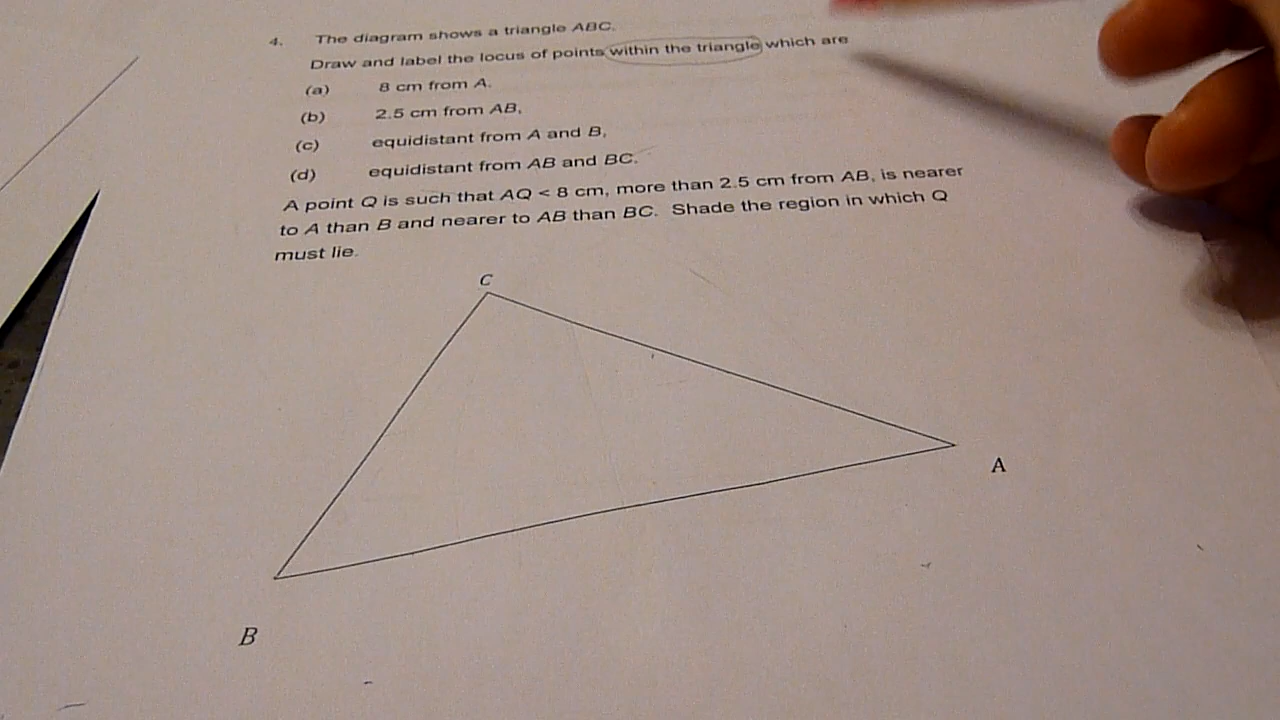 4. The diagram shows a triangle ABC.
Draw and label the locus of points within the triangle which are
(a) 8 cm from A.
(b) 2.5 cm from AB,
(c) equidistant from A and B,
(d) equidistant from AB and BC.
A point Q is such that AQ < 8 cm, more than 2.5 cm from AB, is nearer
to A than B and nearer to AB than BC. Shade the region in which Q
must lie.
C
A
B